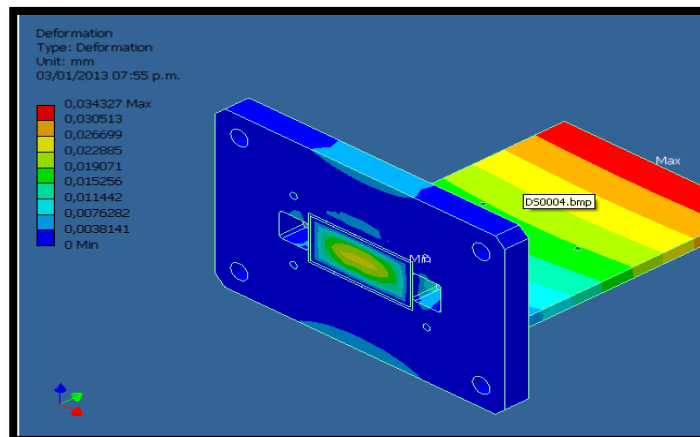 Deformation
Type: Deformation
Unit: mm
03/01/2013 07:55 p.m.
0,034327 Max
0,030513
0,026699
0,022885
0,019071
0,015256
0,011442
0,0076282
0,0038141
0 Min
Max
DS0004.bmp